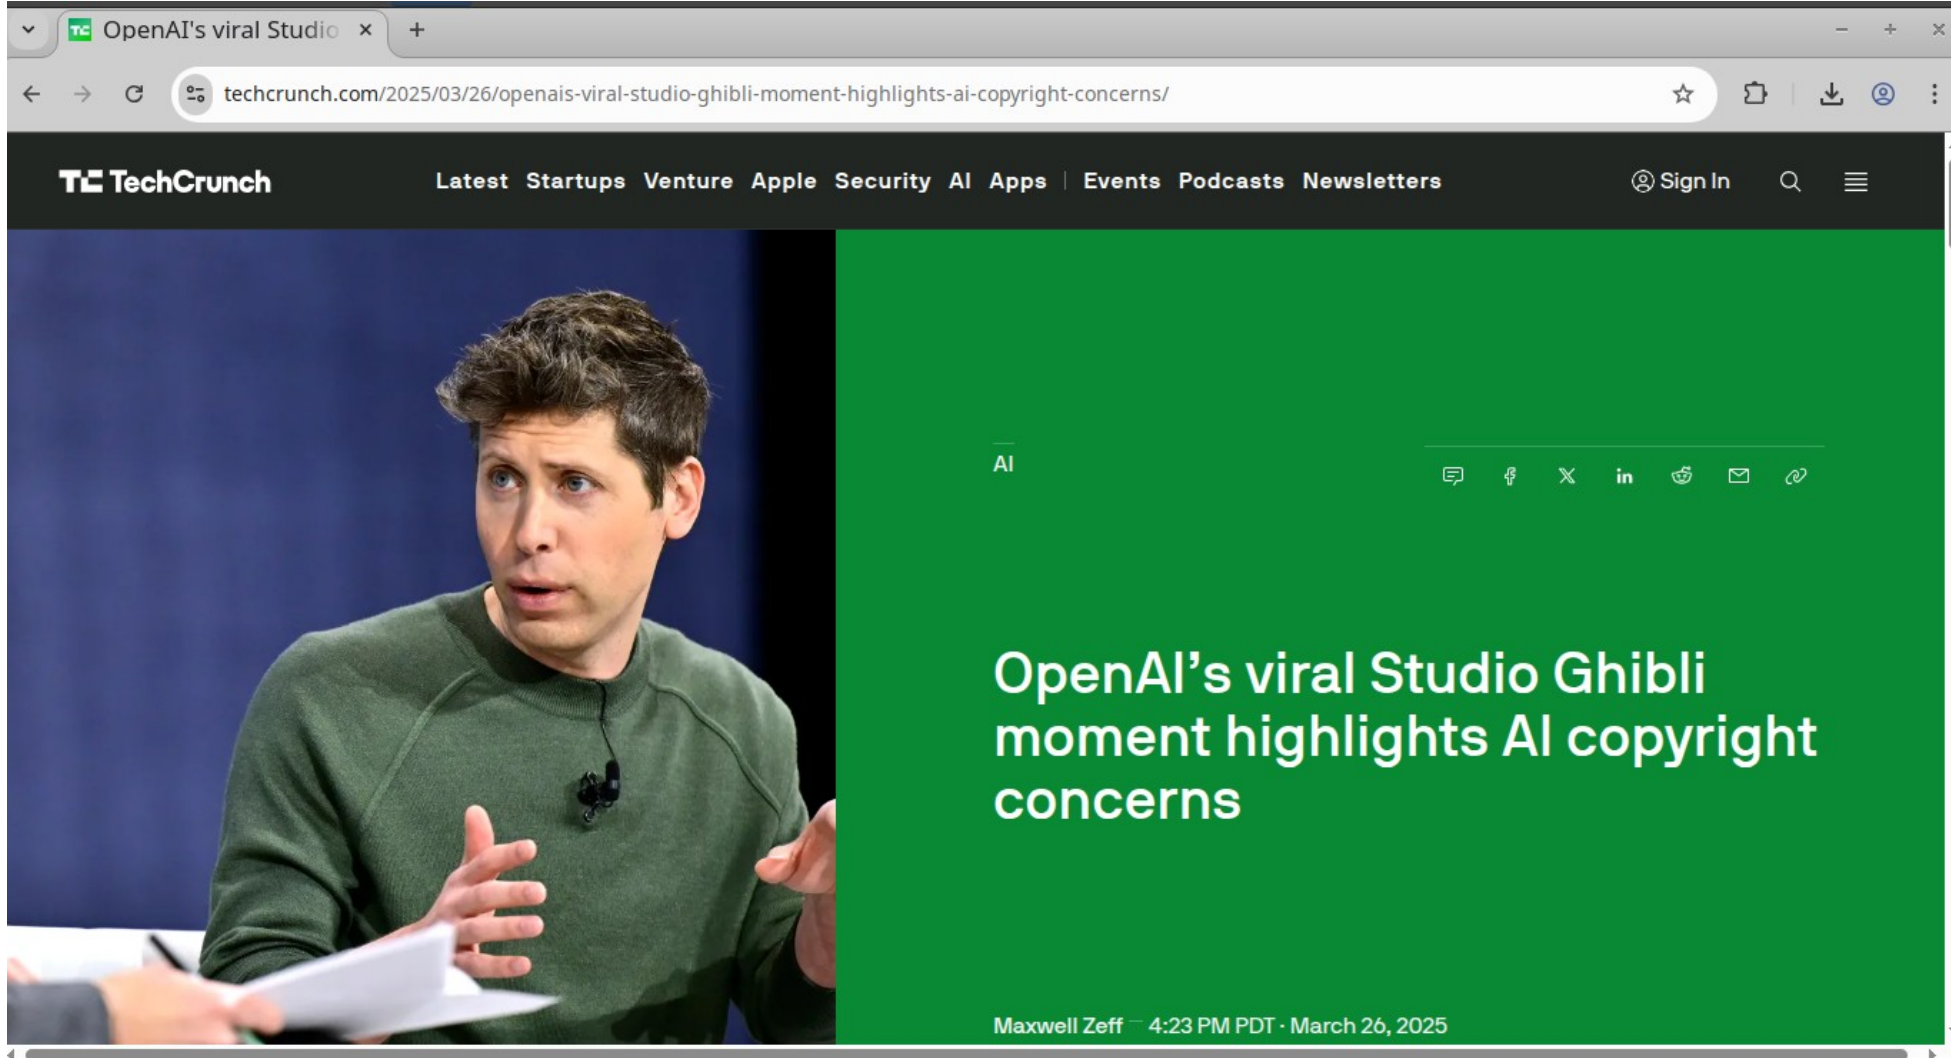 OpenAI's viral Studio
techcrunch.com/2025/03/26/openais-viral-studio-ghibli-moment-highlights-ai-copyright-concerns/
TC TechCrunch Latest Startups Venture Apple Security AI Apps | Events Podcasts Newsletters Sign In
AI
OpenAI’s viral Studio Ghibli
moment highlights AI copyright
concerns
Maxwell Zeff — 4:23 PM PDT · March 26, 2025